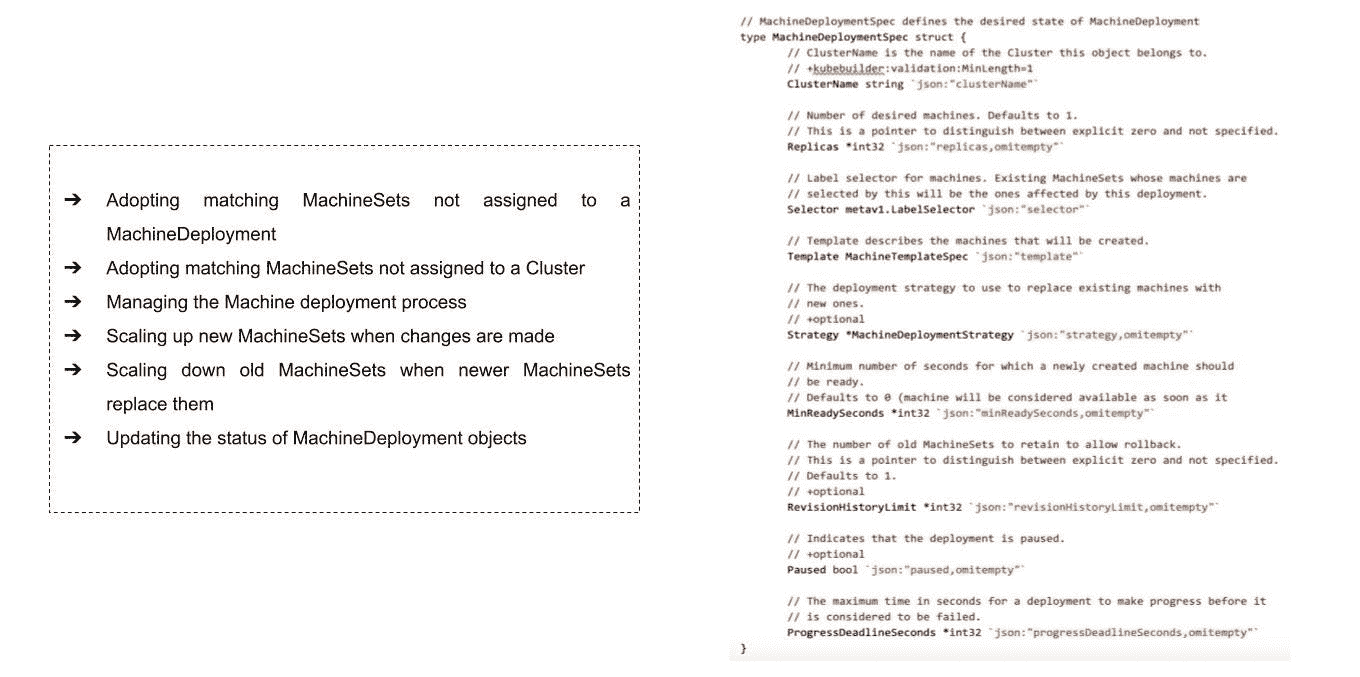 ➔ Adopting matching MachineSets not assigned to a
MachineDeployment
➔ Adopting matching MachineSets not assigned to a Cluster
➔ Managing the Machine deployment process
➔ Scaling up new MachineSets when changes are made
➔ Scaling down old MachineSets when newer MachineSets
replace them
➔ Updating the status of MachineDeployment objects
// MachineDeploymentSpec defines the desired state of MachineDeployment
type MachineDeploymentSpec struct {
// ClusterName is the name of the Cluster this object belongs to.
// +kubebuilder:validation:MinLength=1
ClusterName string `json:"clusterName"`
// Number of desired machines. Defaults to 1.
// This is a pointer to distinguish between explicit zero and not specified.
Replicas *int32 `json:"replicas,omitempty"`
// Label selector for machines. Existing MachineSets whose machines are
// selected by this will be the ones affected by this deployment.
Selector metav1.LabelSelector `json:"selector"`
// Template describes the machines that will be created.
Template MachineTemplateSpec `json:"template"`
// The deployment strategy to use to replace existing machines with
// new ones.
// +optional
Strategy *MachineDeploymentStrategy `json:"strategy,omitempty"`
// Minimum number of seconds for which a newly created machine should
// be ready.
// Defaults to 0 (machine will be considered available as soon as it
MinReadySeconds *int32 `json:"minReadySeconds,omitempty"`
// The number of old MachineSets to retain to allow rollback.
// This is a pointer to distinguish between explicit zero and not specified.
// Defaults to 1.
// +optional
RevisionHistoryLimit *int32 `json:"revisionHistoryLimit,omitempty"`
// Indicates that the deployment is paused.
// +optional
Paused bool `json:"paused,omitempty"`
// The maximum time in seconds for a deployment to make progress before it
// is considered to be failed.
ProgressDeadlineSeconds *int32 `json:"progressDeadlineSeconds,omitempty"`
}